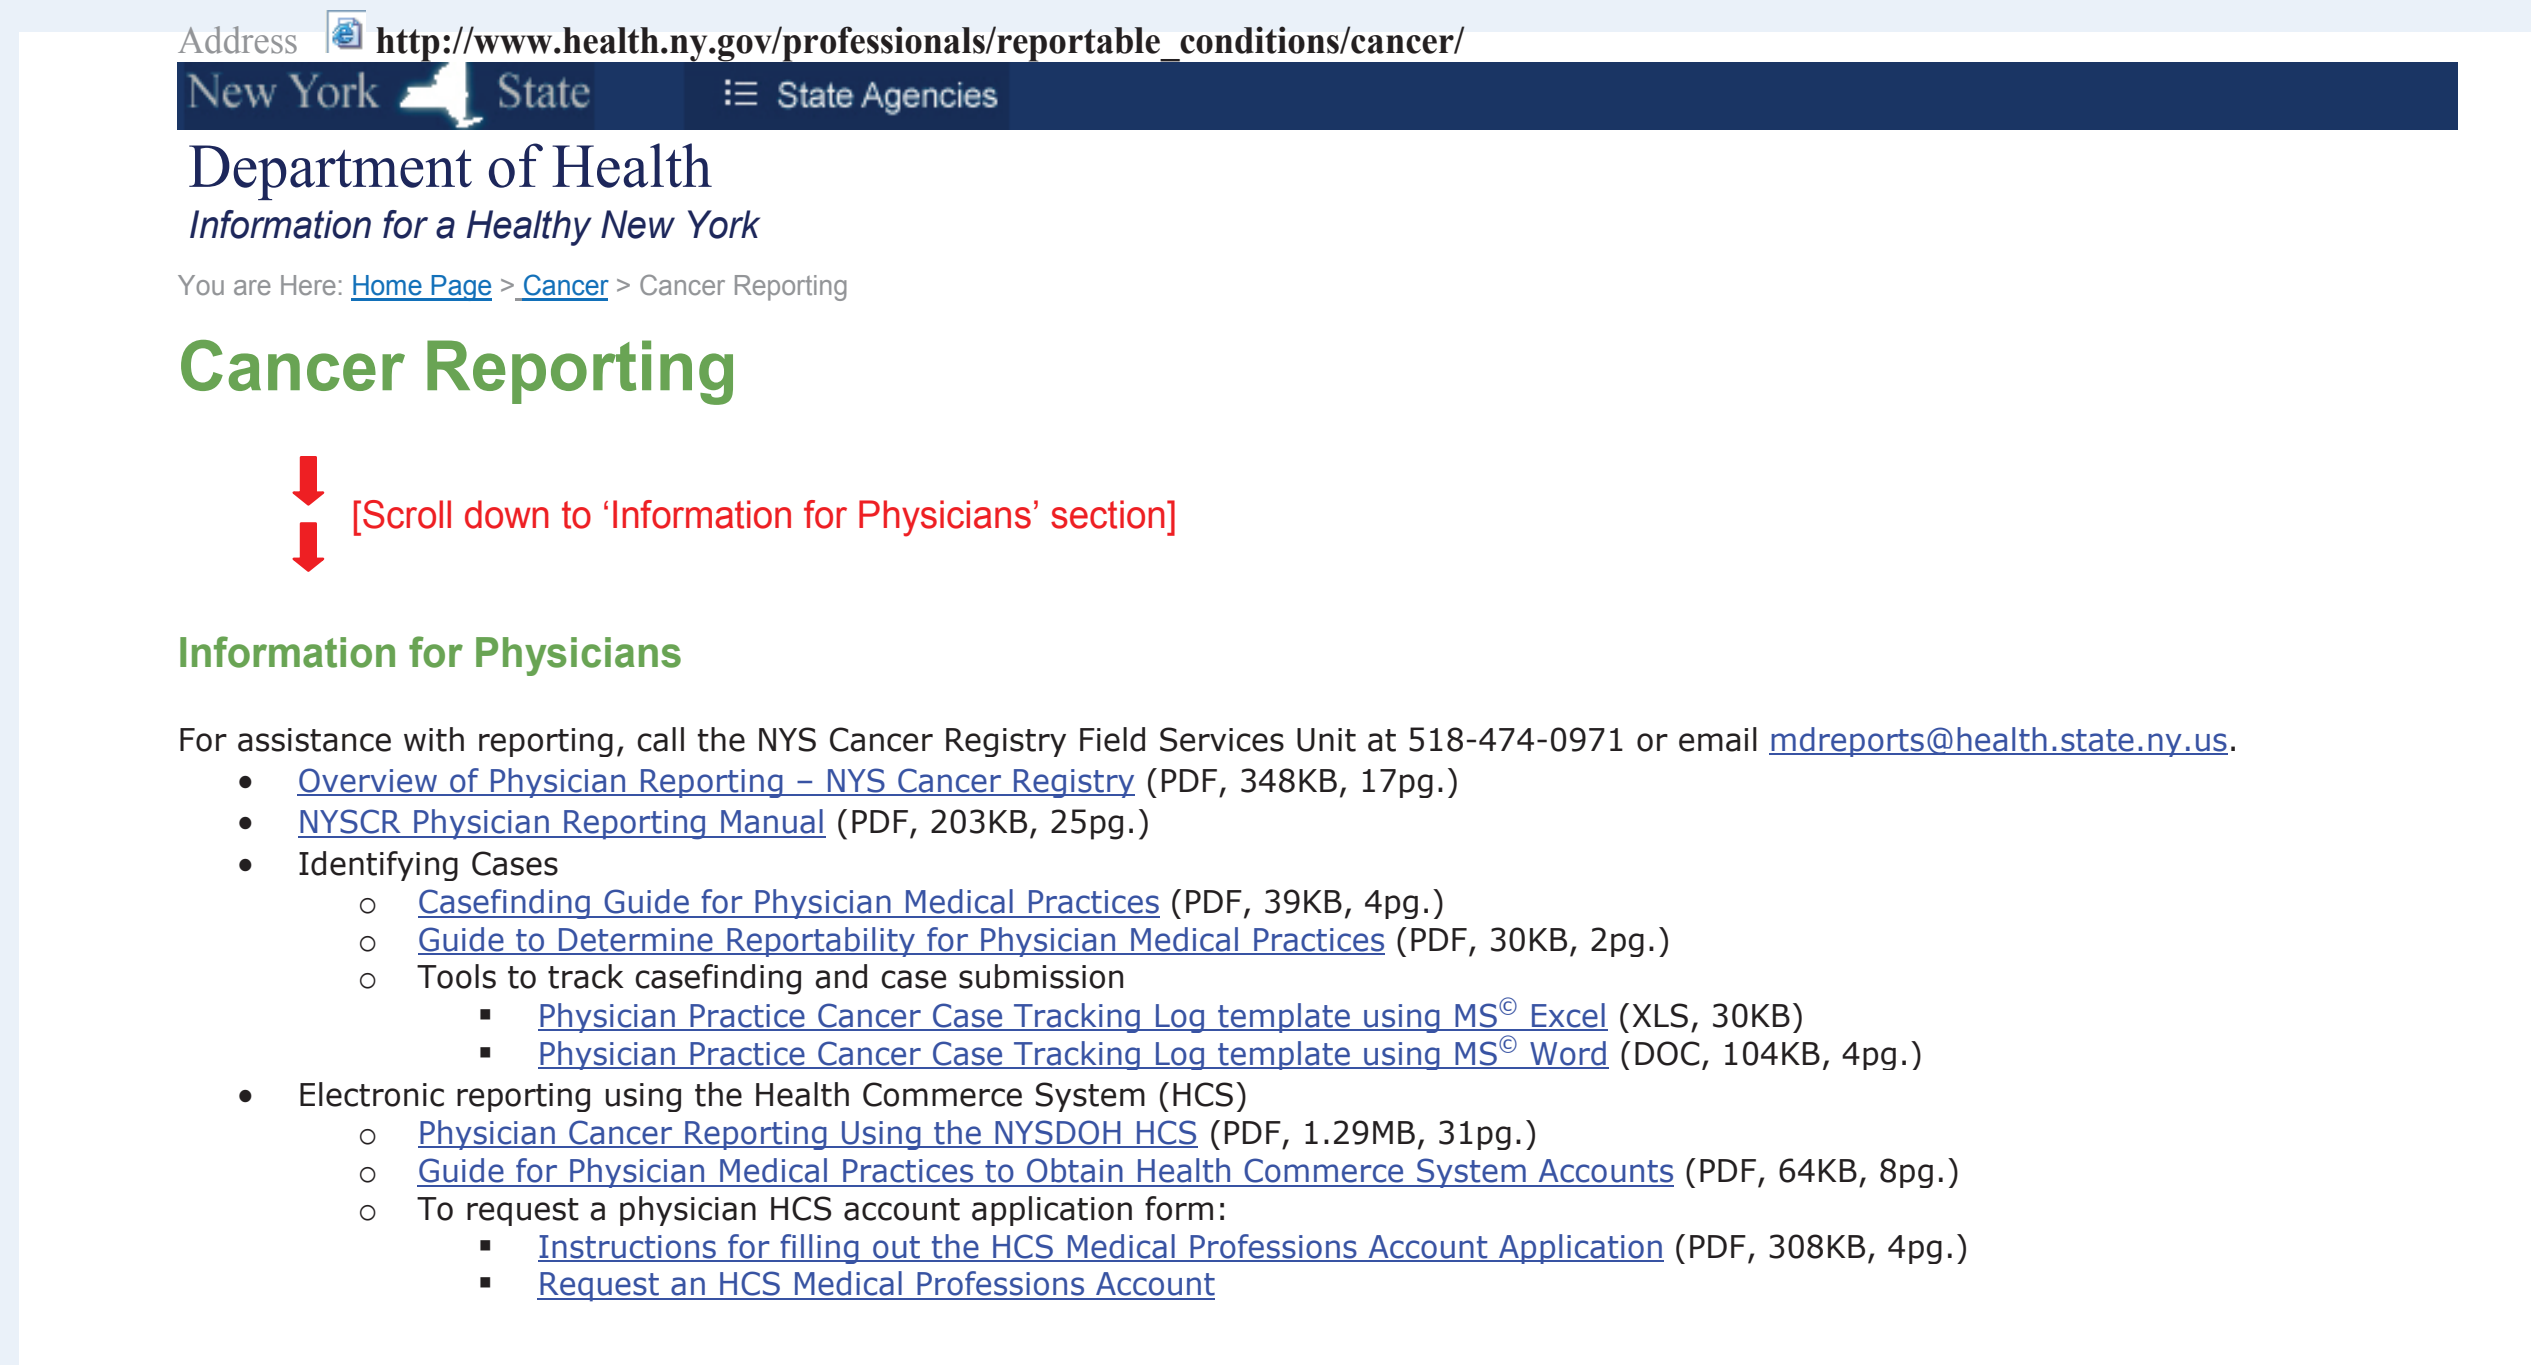 Address http://www.health.ny.gov/professionals/reportable_conditions/cancer/
New York State State Agencies
Department of Health
Information for a Healthy New York
You are Here: Home Page > Cancer > Cancer Reporting
Cancer Reporting
[Scroll down to ‘Information for Physicians’ section]
Information for Physicians
For assistance with reporting, call the NYS Cancer Registry Field Services Unit at 518-474-0971 or email mdreports@health.state.ny.us.
• Overview of Physician Reporting – NYS Cancer Registry (PDF, 348KB, 17pg.)
• NYSCR Physician Reporting Manual (PDF, 203KB, 25pg.)
• Identifying Cases
o Casefinding Guide for Physician Medical Practices (PDF, 39KB, 4pg.)
o Guide to Determine Reportability for Physician Medical Practices (PDF, 30KB, 2pg.)
o Tools to track casefinding and case submission
▪ Physician Practice Cancer Case Tracking Log template using MS© Excel (XLS, 30KB)
▪ Physician Practice Cancer Case Tracking Log template using MS© Word (DOC, 104KB, 4pg.)
• Electronic reporting using the Health Commerce System (HCS)
o Physician Cancer Reporting Using the NYSDOH HCS (PDF, 1.29MB, 31pg.)
o Guide for Physician Medical Practices to Obtain Health Commerce System Accounts (PDF, 64KB, 8pg.)
o To request a physician HCS account application form:
▪ Instructions for filling out the HCS Medical Professions Account Application (PDF, 308KB, 4pg.)
▪ Request an HCS Medical Professions Account